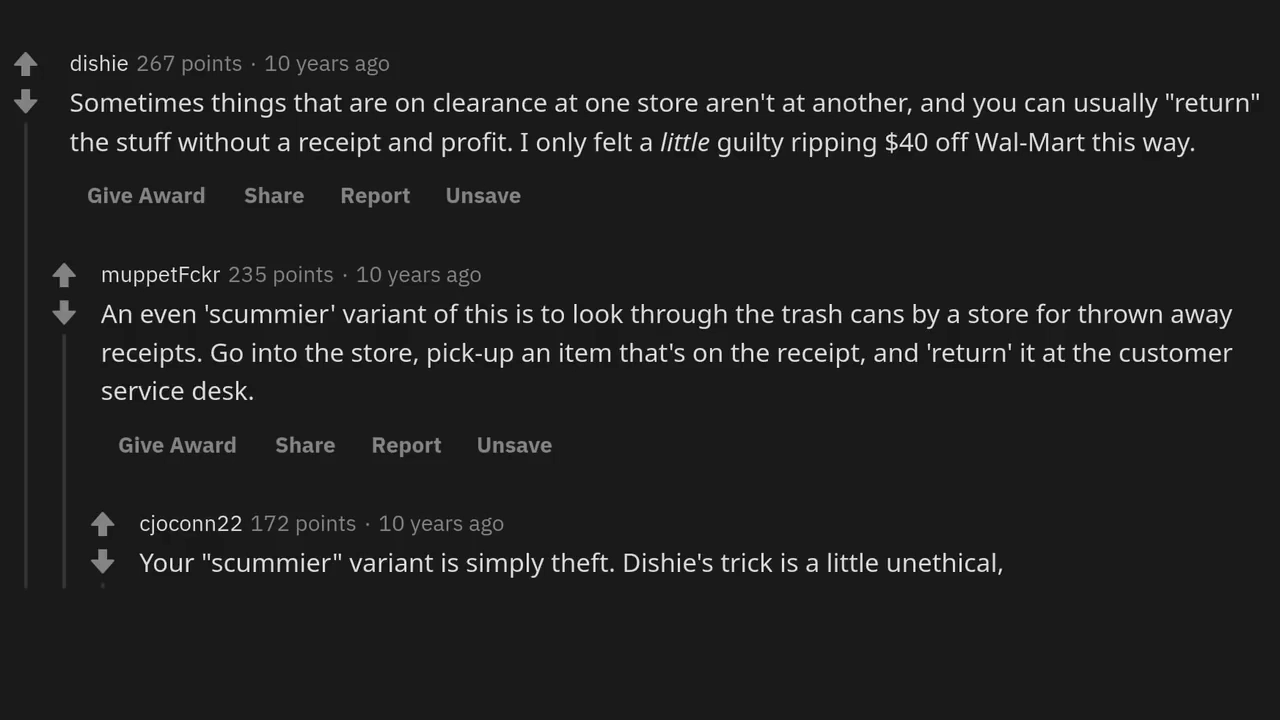 dishie 267 points · 10 years ago
Sometimes things that are on clearance at one store aren't at another, and you can usually "return"
the stuff without a receipt and profit. I only felt a little guilty ripping $40 off Wal-Mart this way.
Give Award Share Report Unsave
muppetFckr 235 points · 10 years ago
An even 'scummier' variant of this is to look through the trash cans by a store for thrown away
receipts. Go into the store, pick-up an item that's on the receipt, and 'return' it at the customer
service desk.
Give Award Share Report Unsave
cjoconn22 172 points · 10 years ago
Your "scummier" variant is simply theft. Dishie's trick is a little unethical,